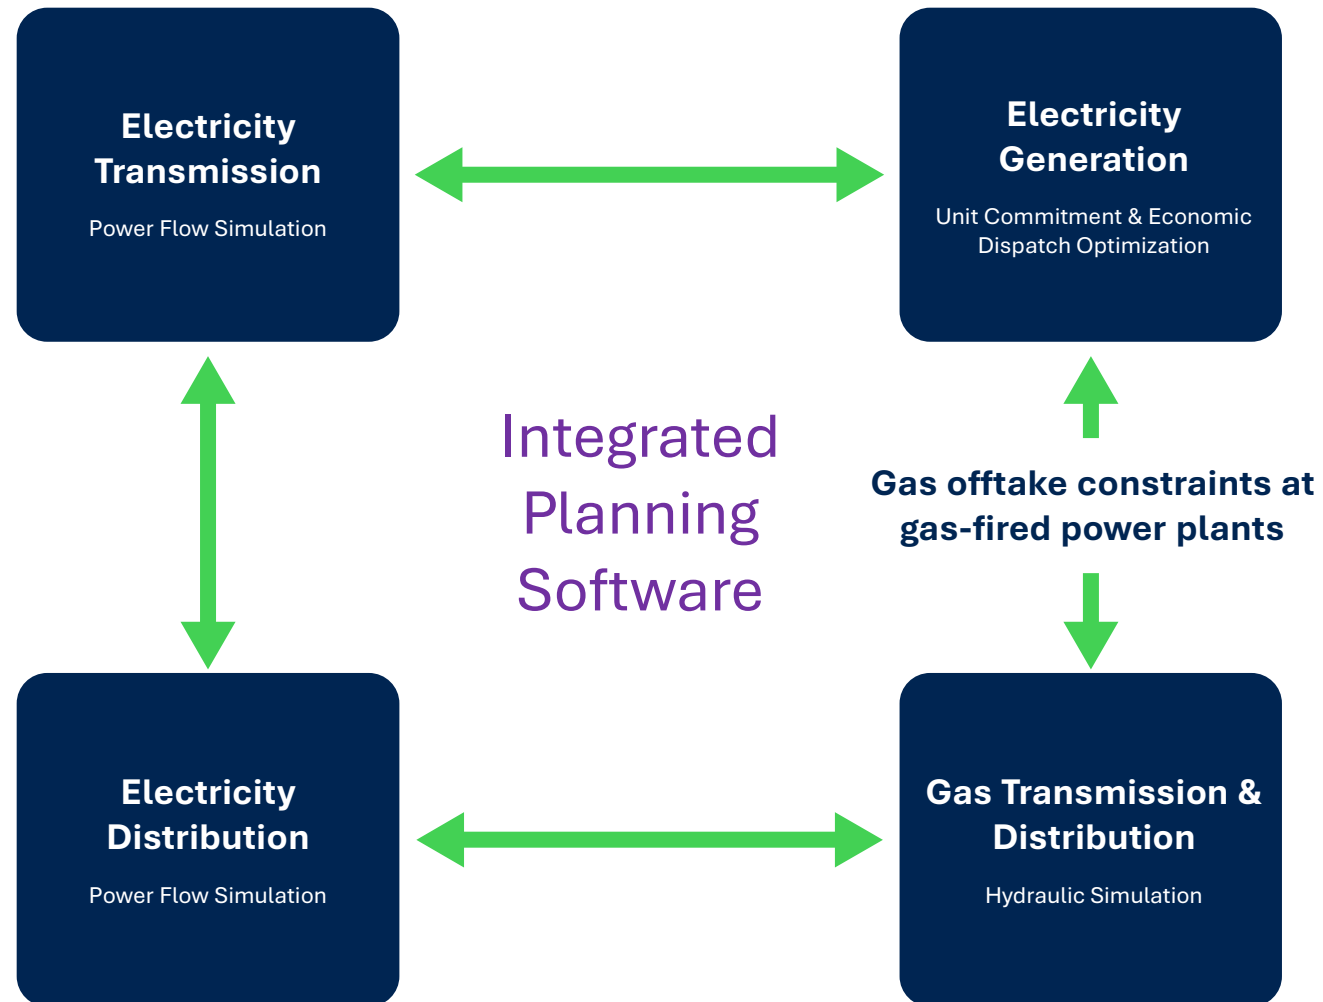 Electricity
Transmission
Power Flow Simulation
Electricity
Generation
Unit Commitment & Economic
Dispatch Optimization
Integrated
Planning
Software
Gas offtake constraints at
gas-fired power plants
Electricity
Distribution
Power Flow Simulation
Gas Transmission &
Distribution
Hydraulic Simulation